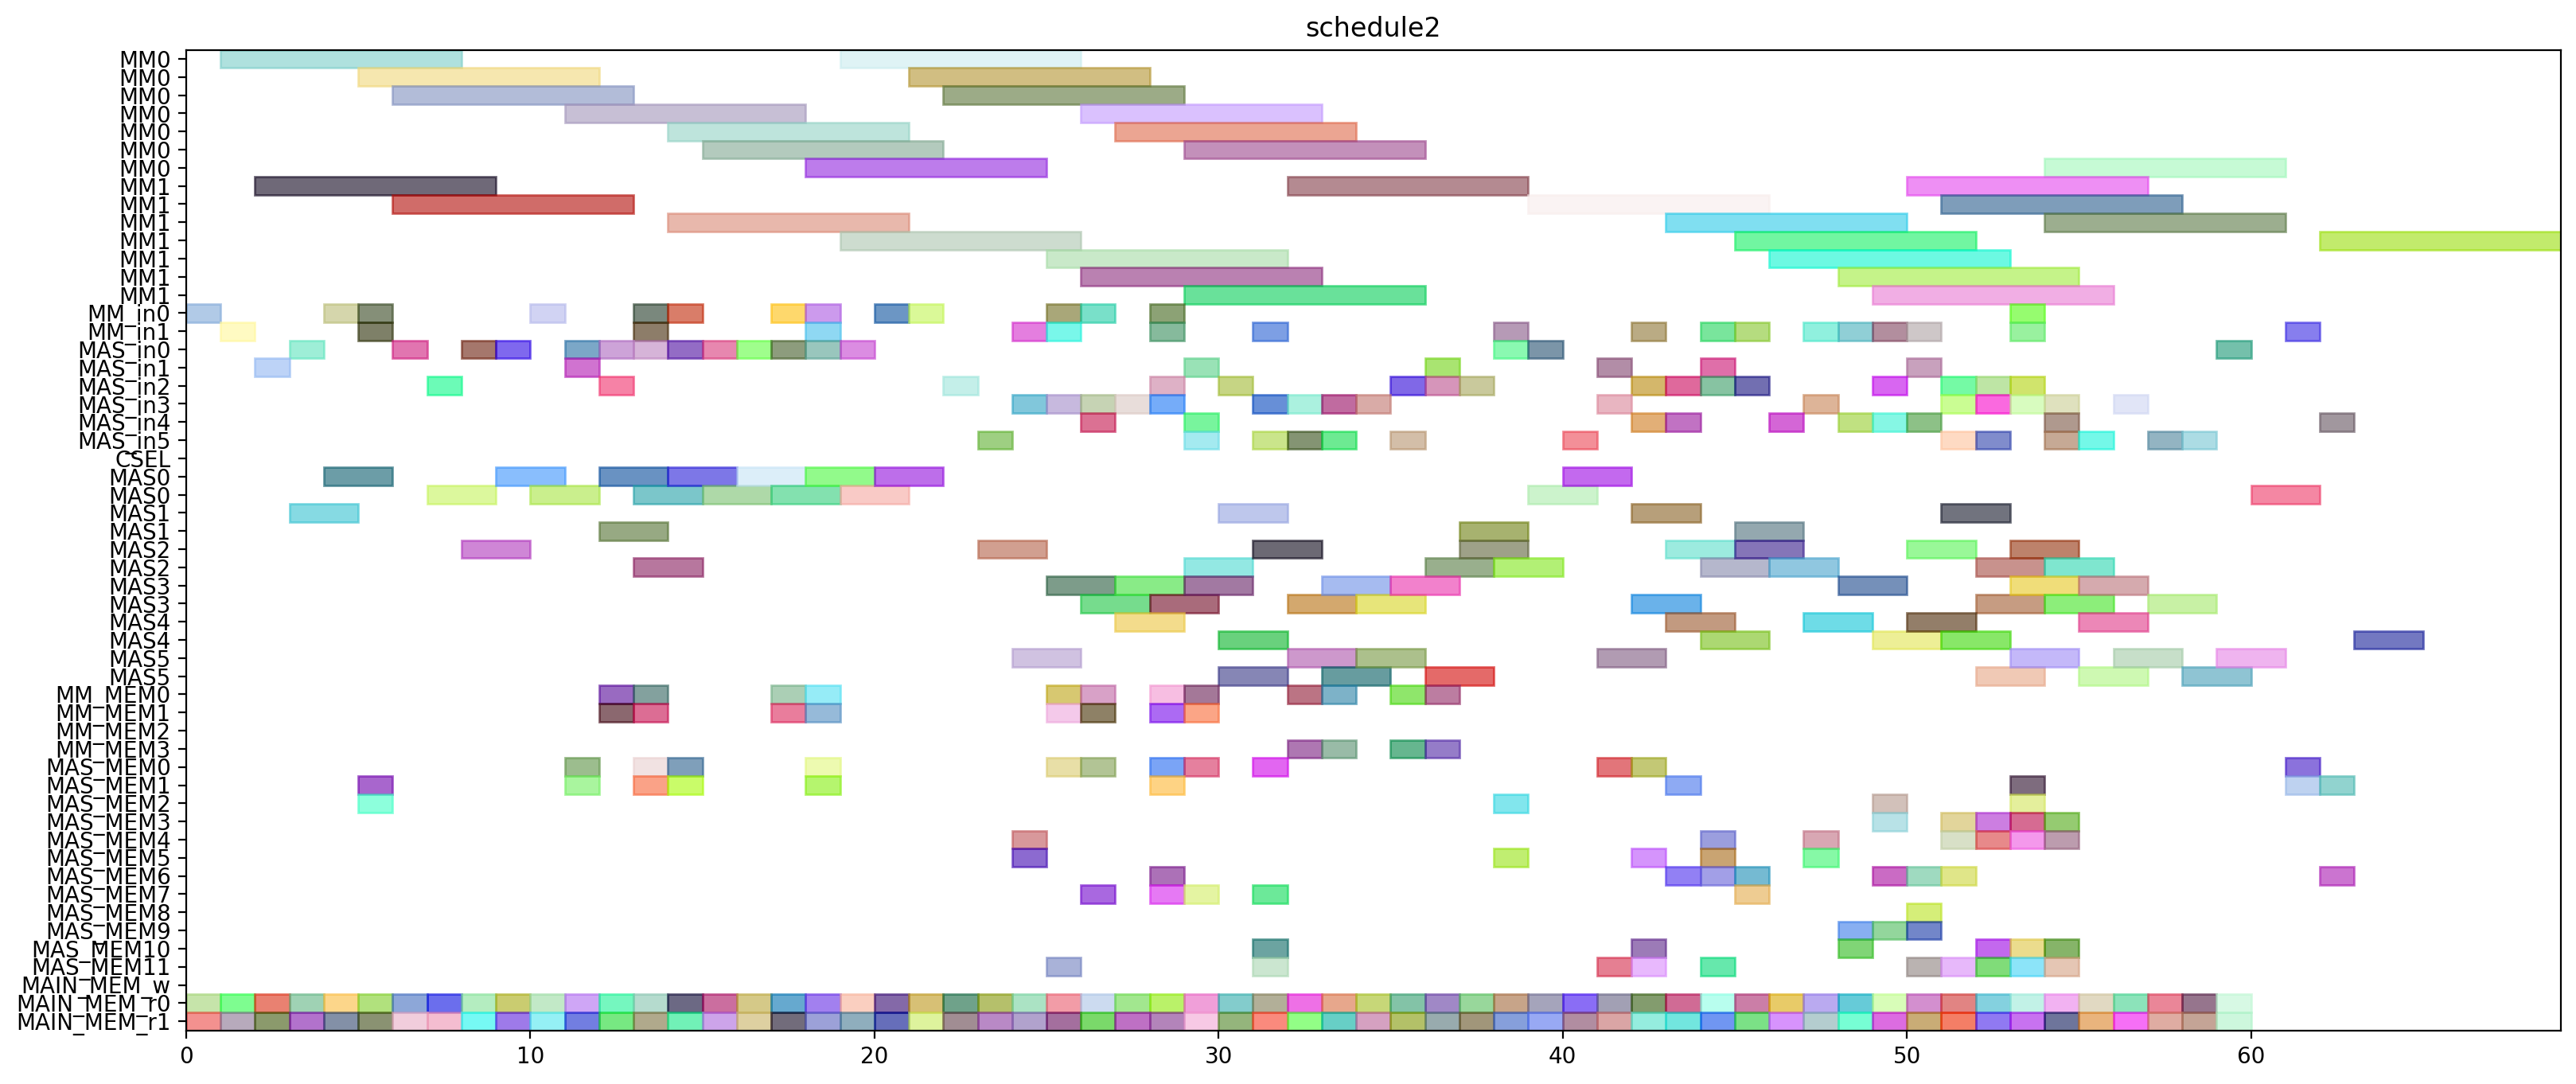 schedule2
MM0
MM0
MM0
MM0
MM0
MM0
MM0
MM1
MM1
MM1
MM1
MM1
MM1
MM1
MM_in0
MM_in1
MAS_in0
MAS_in1
MAS_in2
MAS_in3
MAS_in4
MAS_in5
CSEL
MAS0
MAS0
MAS1
MAS1
MAS2
MAS2
MAS3
MAS3
MAS4
MAS4
MAS5
MAS5
MM_MEM0
MM_MEM1
MM_MEM2
MM_MEM3
MAS_MEM0
MAS_MEM1
MAS_MEM2
MAS_MEM3
MAS_MEM4
MAS_MEM5
MAS_MEM6
MAS_MEM7
MAS_MEM8
MAS_MEM9
MAS_MEM10
MAS_MEM11
MAIN_MEM_w
MAIN_MEM_r0
MAIN_MEM_r1
0 10 20 30 40 50 60